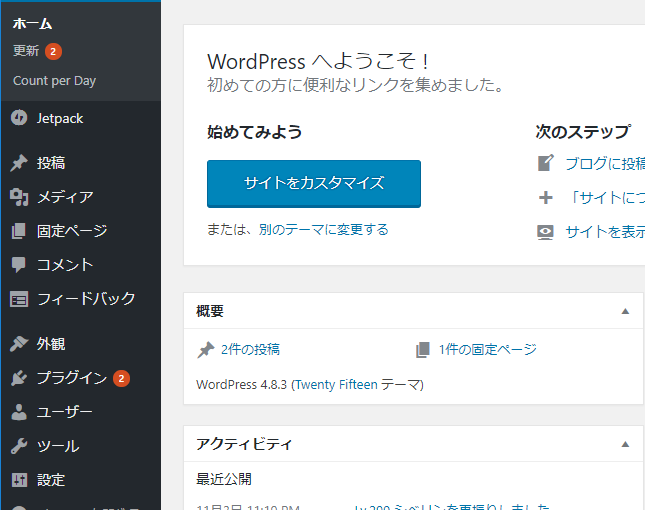 ホーム
更新 2
Count per Day
Jetpack
投稿
メディア
固定ページ
コメント
フィードバック
外観
プラグイン 2
ユーザー
ツール
設定
WordPress へようこそ !
初めての方に便利なリンクを集めました。
始めてみよう
サイトをカスタマイズ
または、別のテーマに変更する
次のステップ
ブログに投稿
「サイトにつ
サイトを表示
概要
2件の投稿
1件の固定ページ
WordPress 4.8.3 (Twenty Fifteen テーマ)
アクティビティ
最近公開
11:10 PM